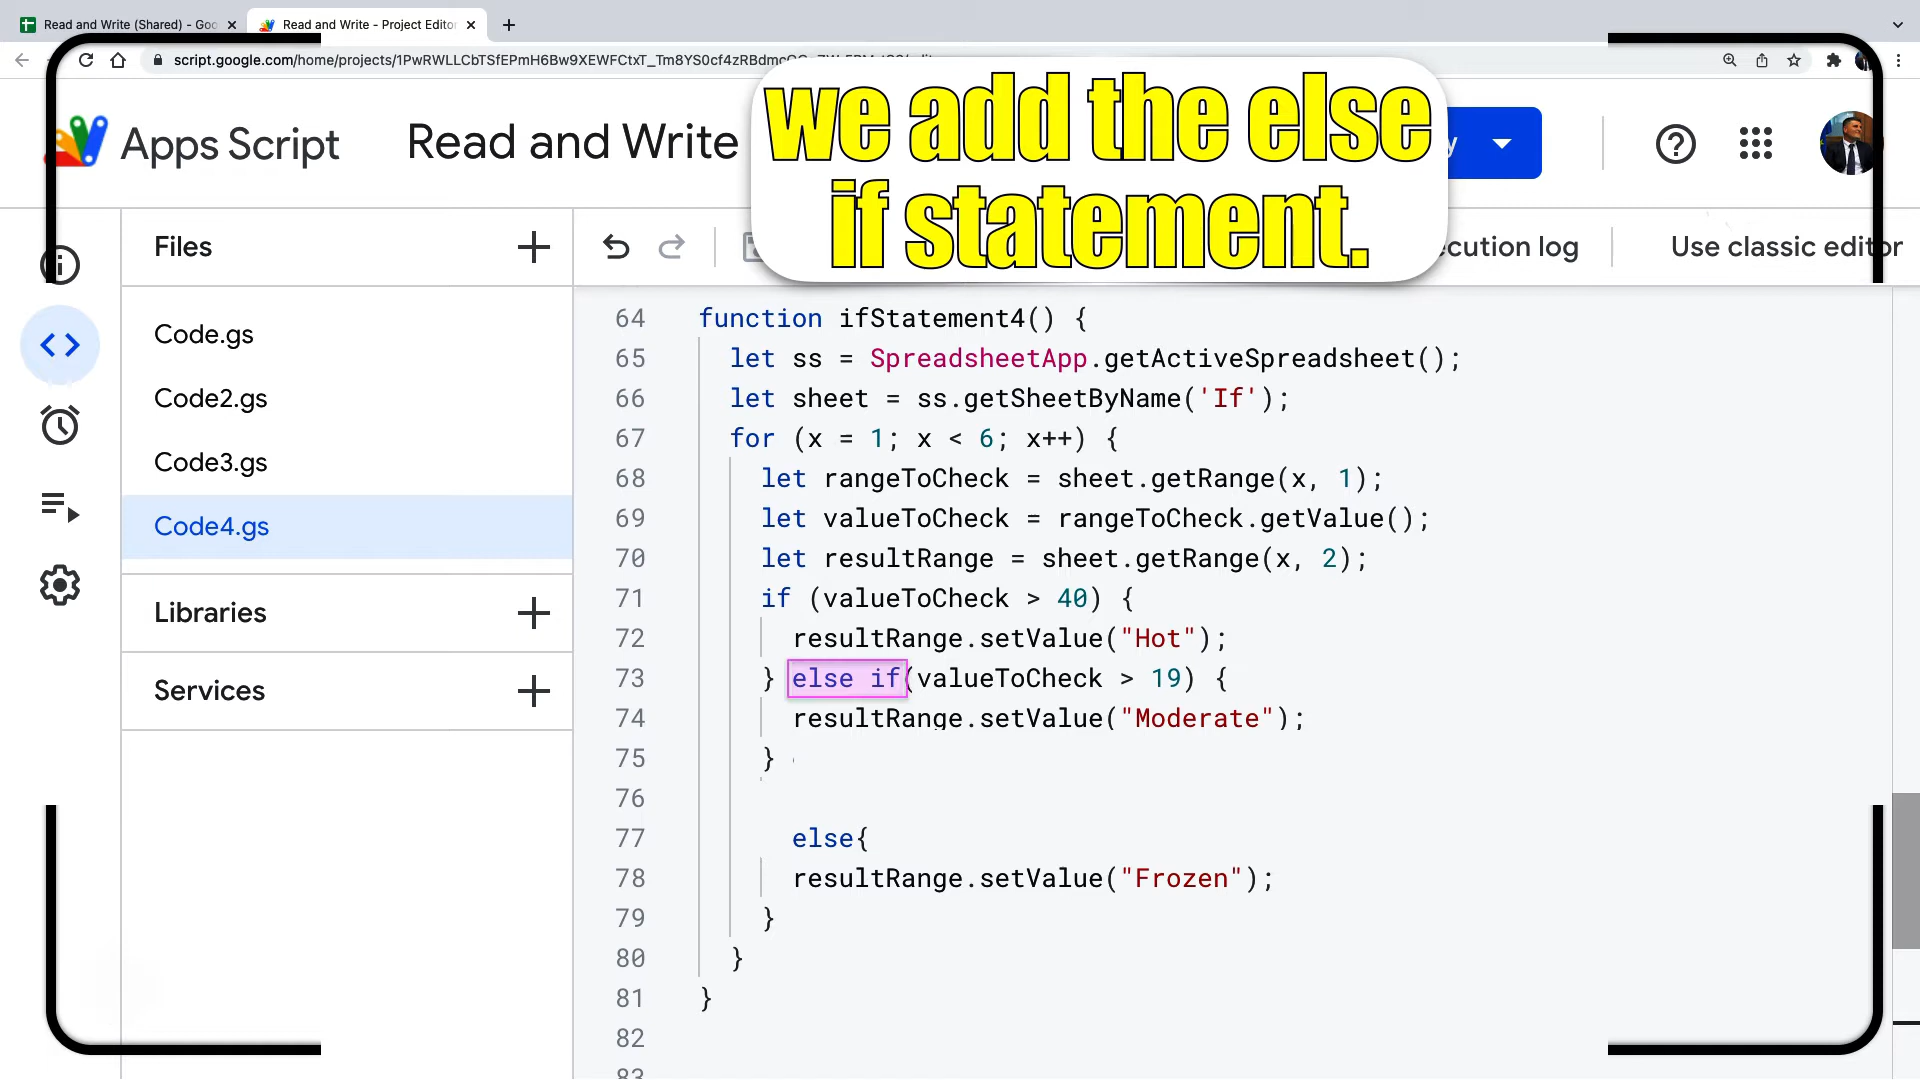 Read and Write (Shared) - Goo
Read and Write - Project Editor
script.google.com/home/projects/
we add the else
if statement.
Apps Script
Read and Write
Files
Execution log
Use classic editor
Code.gs
Code2.gs
Code3.gs
Code4.gs
Libraries
Services
64 function ifStatement4() {
65 let ss = SpreadsheetApp.getActiveSpreadsheet();
66 let sheet = ss.getSheetByName('If');
67 for (x = 1; x < 6; x++) {
68 let rangeToCheck = sheet.getRange(x, 1);
69 let valueToCheck = rangeToCheck.getValue();
70 let resultRange = sheet.getRange(x, 2);
71 if (valueToCheck > 40) {
72 resultRange.setValue("Hot");
73 } else if(valueToCheck > 19) {
74 resultRange.setValue("Moderate");
75 }
76
77 else{
78 resultRange.setValue("Frozen");
79 }
80 }
81 }
82
83